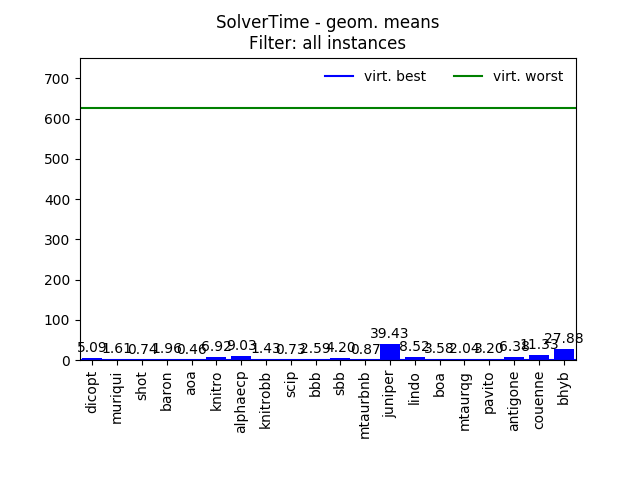 SolverTime - geom. means
Filter: all instances
virt. best
virt. worst
700
600
500
400
300
200
100
0
5.09 1.61 0.74 1.96 0.46 6.92 9.03 1.43 0.73 2.59 4.20 0.87 39.43 8.52 3.58 2.04 3.20 6.38 11.33 27.88
dicopt
muriqui
shot
baron
aoa
knitro
alphaecp
knitrobb
scip
bbb
sbb
mtaurbnb
juniper
lindo
boa
mtaurqg
pavito
antigone
couenne
bhyb